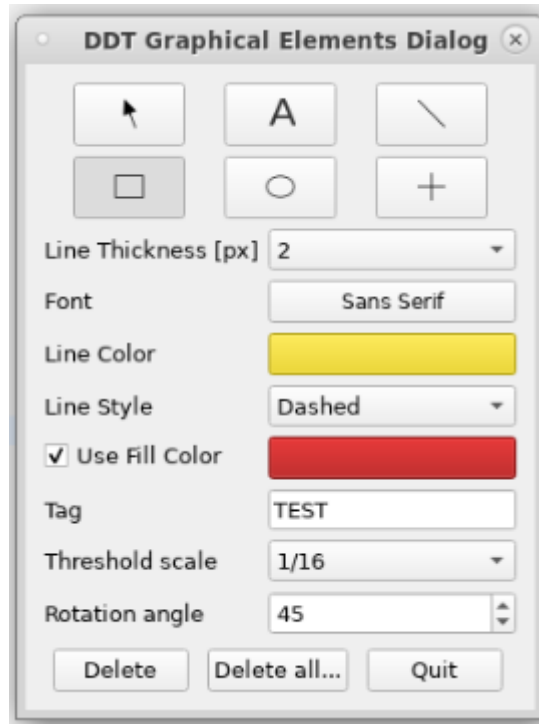 DDT Graphical Elements Dialog
A
Line Thickness [px] 2
Font Sans Serif
Line Color
Line Style Dashed
Use Fill Color
Tag TEST
Threshold scale 1/16
Rotation angle 45
Delete Delete all... Quit